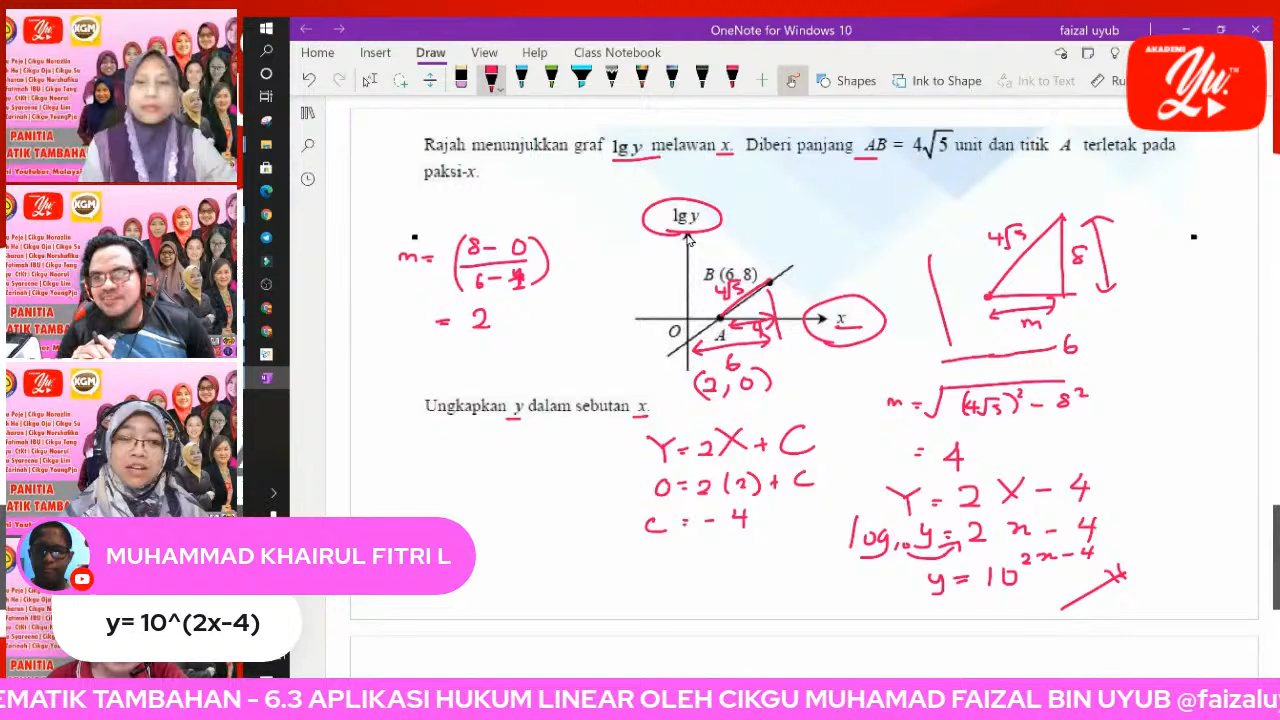 OneNote for Windows 10
faizal uyub
Home Insert Draw View Help Class Notebook
Shapes Ink to Shape Ink to Text
AKADEMI
Yu.
PANITIA
Rajah menunjukkan graf lg y melawan x. Diberi panjang AB = 4√5 unit dan titik A terletak pada
paksi-x.
lg y
B (6, 8)
4√5
O
A
4
x
6
(2, 0)
m = (8 - 0 / 6 - 4)
= 2
4√5
8
m
6
m = √(4√5)² - 8²
= 4
Ungkapkan y dalam sebutan x.
Y = 2X + C
0 = 2(2) + C
c = - 4
Y = 2X - 4
log₁₀ y = 2x - 4
y = 10^(2x-4)
MUHAMMAD KHAIRUL FITRI L
y= 10^(2x-4)
EMATIK TAMBAHAN - 6.3 APLIKASI HUKUM LINEAR OLEH CIKGU MUHAMAD FAIZAL BIN UYUB @faizalu